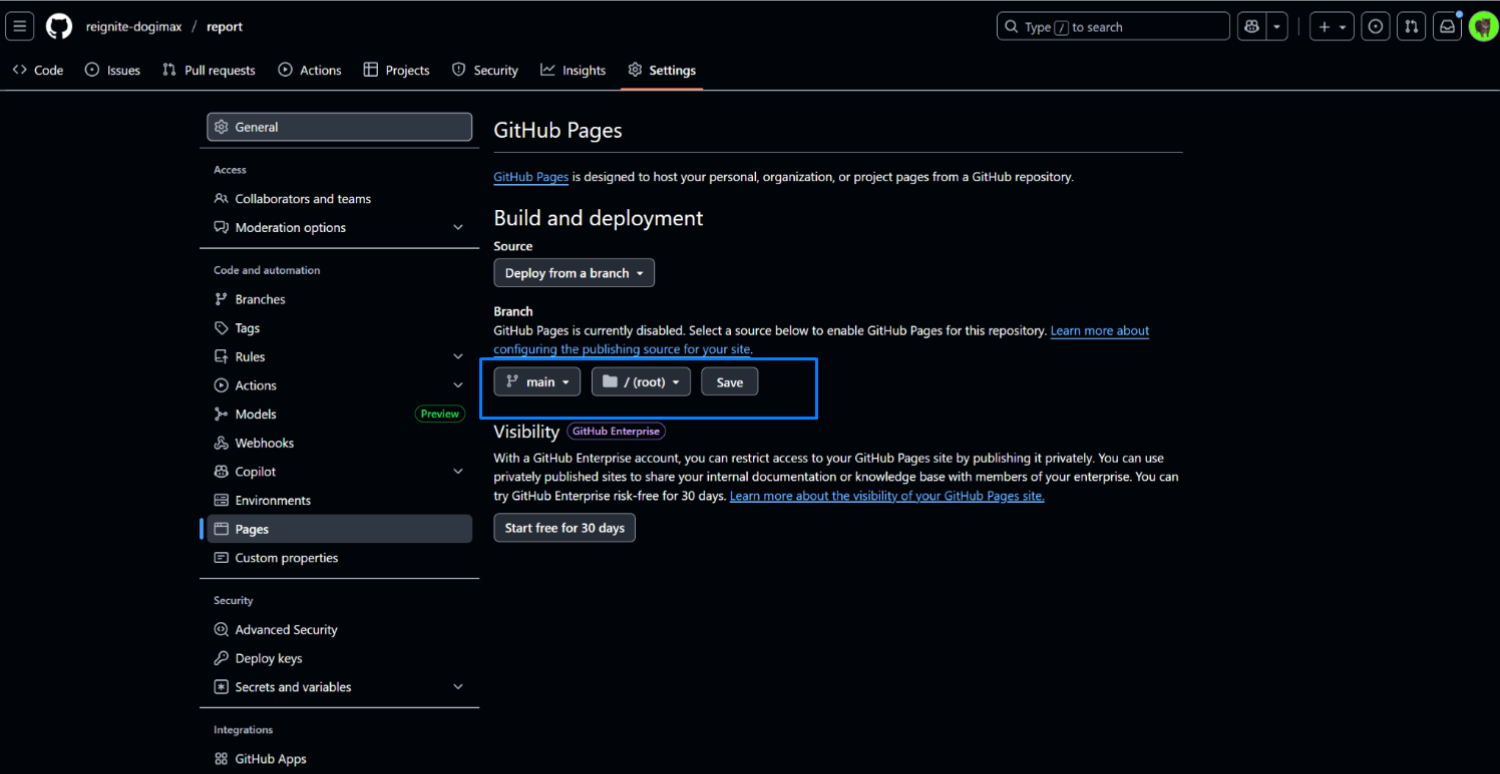 reignite-dogimax / report
Type / to search
Code
Issues
Pull requests
Actions
Projects
Security
Insights
Settings
General
Access
Collaborators and teams
Moderation options
Code and automation
Branches
Tags
Rules
Actions
Models Preview
Webhooks
Copilot
Environments
Pages
Custom properties
Security
Advanced Security
Deploy keys
Secrets and variables
Integrations
GitHub Apps
GitHub Pages
GitHub Pages is designed to host your personal, organization, or project pages from a GitHub repository.
Build and deployment
Source
Deploy from a branch
Branch
GitHub Pages is currently disabled. Select a source below to enable GitHub Pages for this repository. Learn more about
configuring the publishing source for your site.
main / (root) Save
Visibility GitHub Enterprise
With a GitHub Enterprise account, you can restrict access to your GitHub Pages site by publishing it privately. You can use
privately published sites to share your internal documentation or knowledge base with members of your enterprise. You can
try GitHub Enterprise risk-free for 30 days. Learn more about the visibility of your GitHub Pages site.
Start free for 30 days